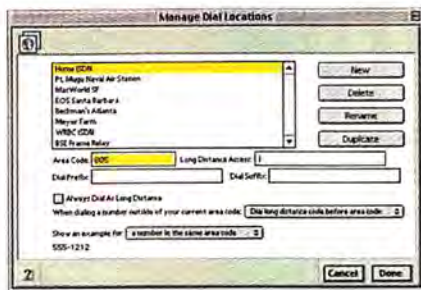 Manage Dial Locations
Home ISDN
Pt. Mugu Naval Air Station
MacWorld SF
EOS Santa Barbara
Beckman's Atlanta
Meyer Farm
WRBC ISDN
BSE Frame Relay
New
Delete
Rename
Duplicate
Area Code: 805 Long Distance Access: 1
Dial Prefix: Dial Suffix:
Always Dial As Long Distance
When dialing a number outside of your current area code: Dial long distance code before area code
Show an example for: a number in the same area code
555-1212
?
Cancel Done